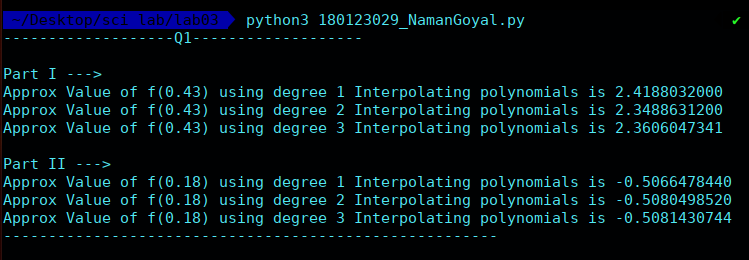 ~/Desktop/sci lab/lab03 python3 180123029_NamanGoyal.py ✔
-------------------Q1-------------------
Part I --->
Approx Value of f(0.43) using degree 1 Interpolating polynomials is 2.4188032000
Approx Value of f(0.43) using degree 2 Interpolating polynomials is 2.3488631200
Approx Value of f(0.43) using degree 3 Interpolating polynomials is 2.3606047341
Part II --->
Approx Value of f(0.18) using degree 1 Interpolating polynomials is -0.5066478440
Approx Value of f(0.18) using degree 2 Interpolating polynomials is -0.5080498520
Approx Value of f(0.18) using degree 3 Interpolating polynomials is -0.5081430744
-------------------------------------------------------